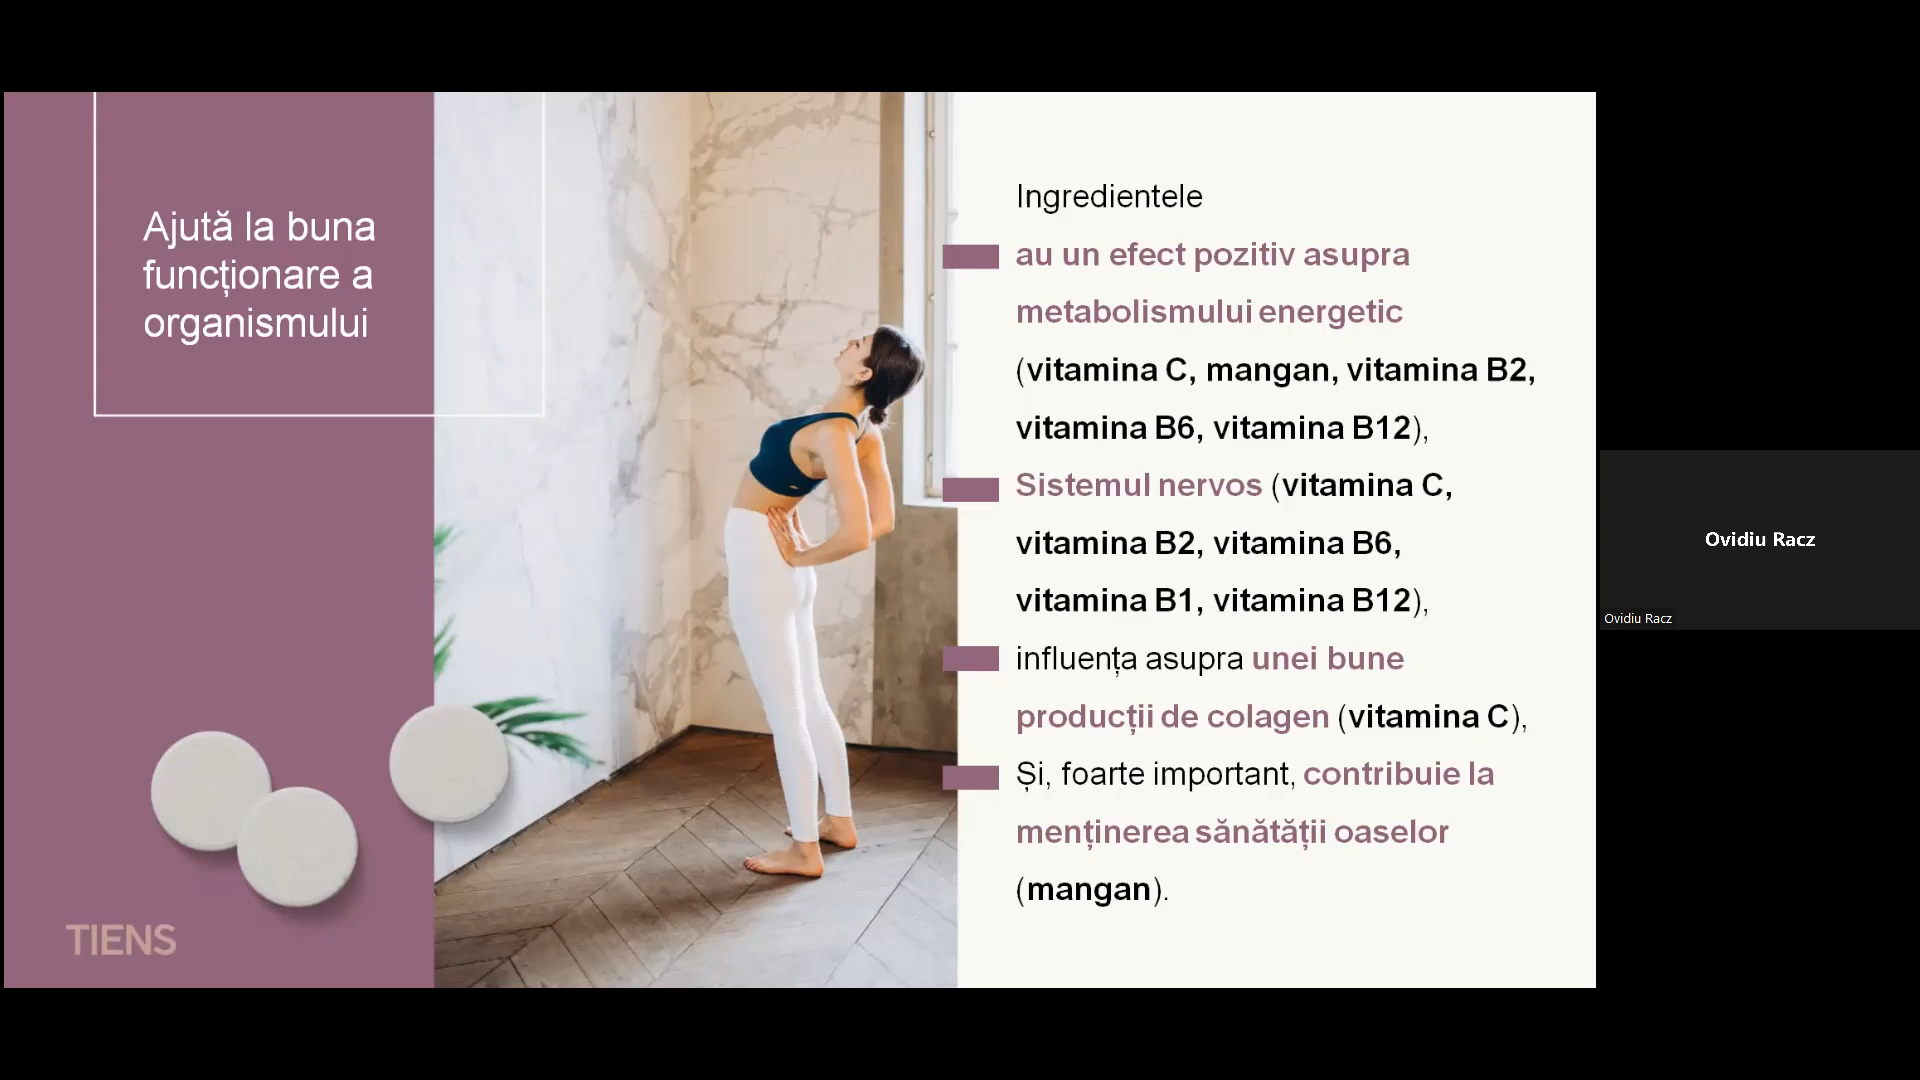 Ajută la buna
funcționare a
organismului
TIENS
Ingredientele
au un efect pozitiv asupra
metabolismului energetic
(vitamina C, mangan, vitamina B2,
vitamina B6, vitamina B12),
Sistemul nervos (vitamina C,
vitamina B2, vitamina B6,
vitamina B1, vitamina B12),
influența asupra unei bune
producții de colagen (vitamina C),
Și, foarte important, contribuie la
menținerea sănătății oaselor
(mangan).
Ovidiu Racz
Ovidiu Racz